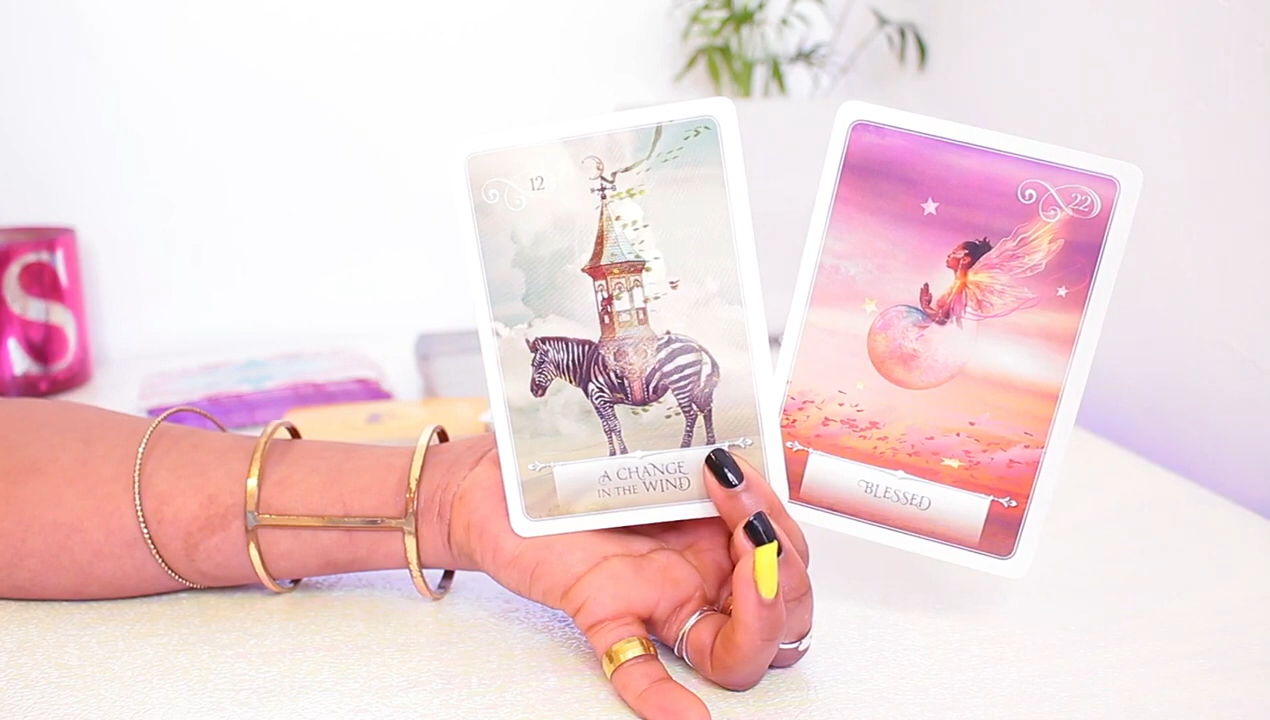 S
12
A CHANGE
IN THE WIND
22
BLESSED